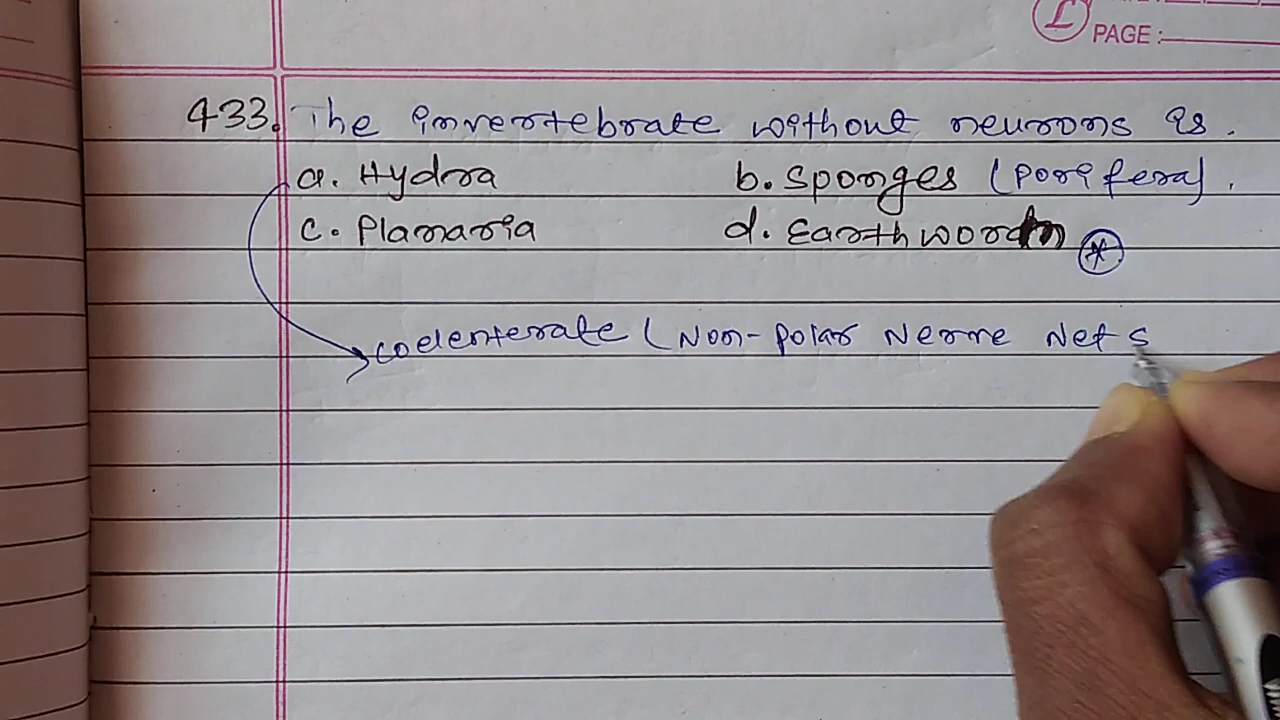 PAGE :
433. The invertebrate without neurons is.
a. Hydra b. Sponges (Porifera).
c. Planaria d. Earthworm
Coelenterate (Non-Polar Nerve Net S